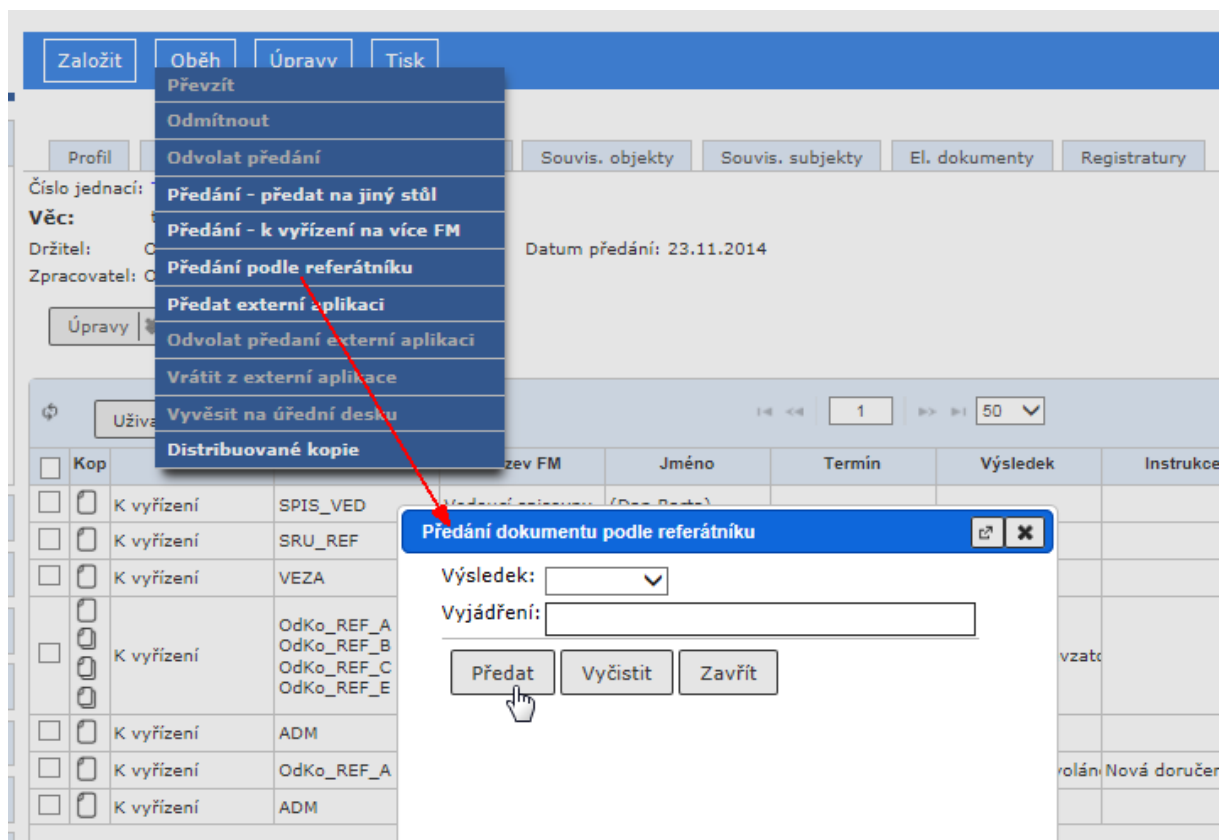 Založit Oběh Úpravy Tisk
Převzít
Odmítnout
Odvolat předání
Předání - předat na jiný stůl
Předání - k vyřízení na více FM
Předání podle referátníku
Předat externí aplikaci
Odvolat předaní externí aplikaci
Vrátit z externí aplikace
Vyvěsit na úřední desku
Distribuované kopie
Profil Souvis. objekty Souvis. subjekty El. dokumenty Registratury
Číslo jednací:
Věc:
Držitel: Datum předání: 23.11.2014
Zpracovatel:
Úpravy
1 50
Kop FM Jméno Termín Výsledek Instrukce
K vyřízení SPIS_VED
K vyřízení SRU_REF
K vyřízení VEZA
K vyřízení OdKo_REF_A
OdKo_REF_B
OdKo_REF_C
OdKo_REF_E
K vyřízení ADM
K vyřízení OdKo_REF_A Nová
K vyřízení ADM
Předání dokumentu podle referátníku
Výsledek:
Vyjádření:
Předat Vyčistit Zavřít